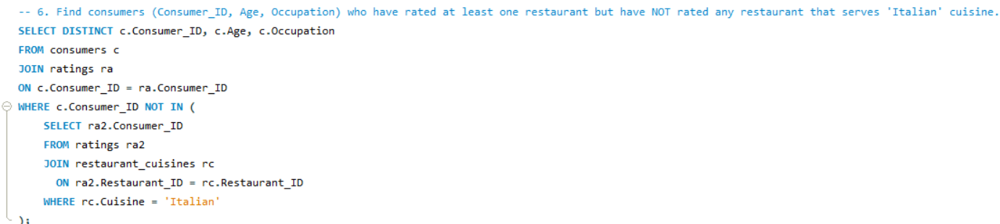 -- 6. Find consumers (Consumer_ID, Age, Occupation) who have rated at least one restaurant but have NOT rated any restaurant that serves 'Italian' cuisine.
SELECT DISTINCT c.Consumer_ID, c.Age, c.Occupation
FROM consumers c
JOIN ratings ra
ON c.Consumer_ID = ra.Consumer_ID
WHERE c.Consumer_ID NOT IN (
    SELECT ra2.Consumer_ID
    FROM ratings ra2
    JOIN restaurant_cuisines rc
      ON ra2.Restaurant_ID = rc.Restaurant_ID
    WHERE rc.Cuisine = 'Italian'
);